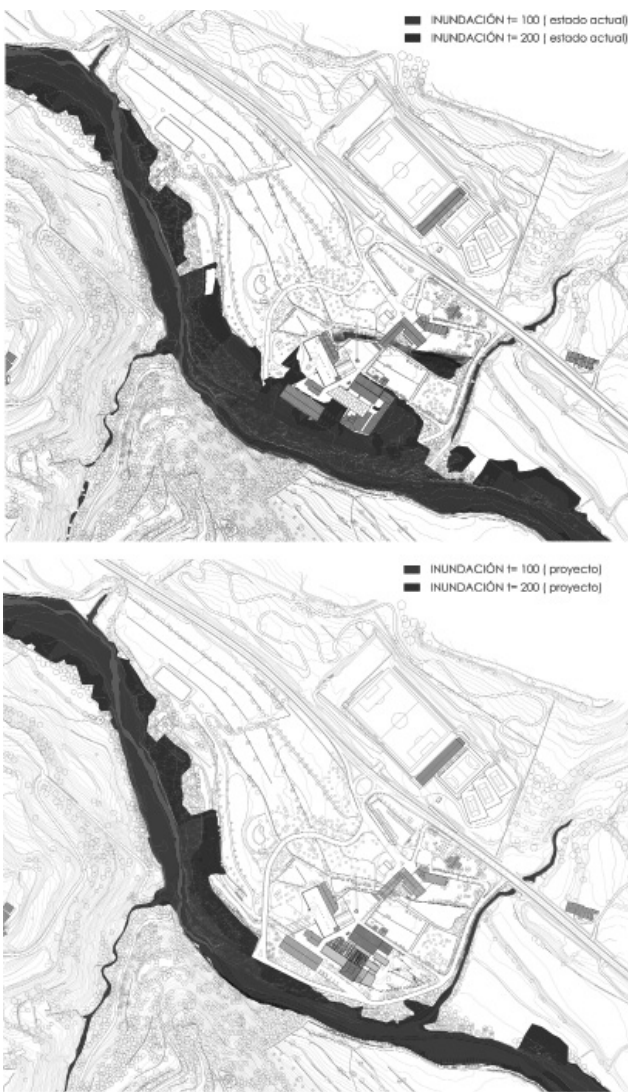 INUNDACIÓN t= 100 ( estado actual)
INUNDACIÓN t= 200 ( estado actual)
INUNDACIÓN t= 100 ( proyecto)
INUNDACIÓN t= 200 ( proyecto)